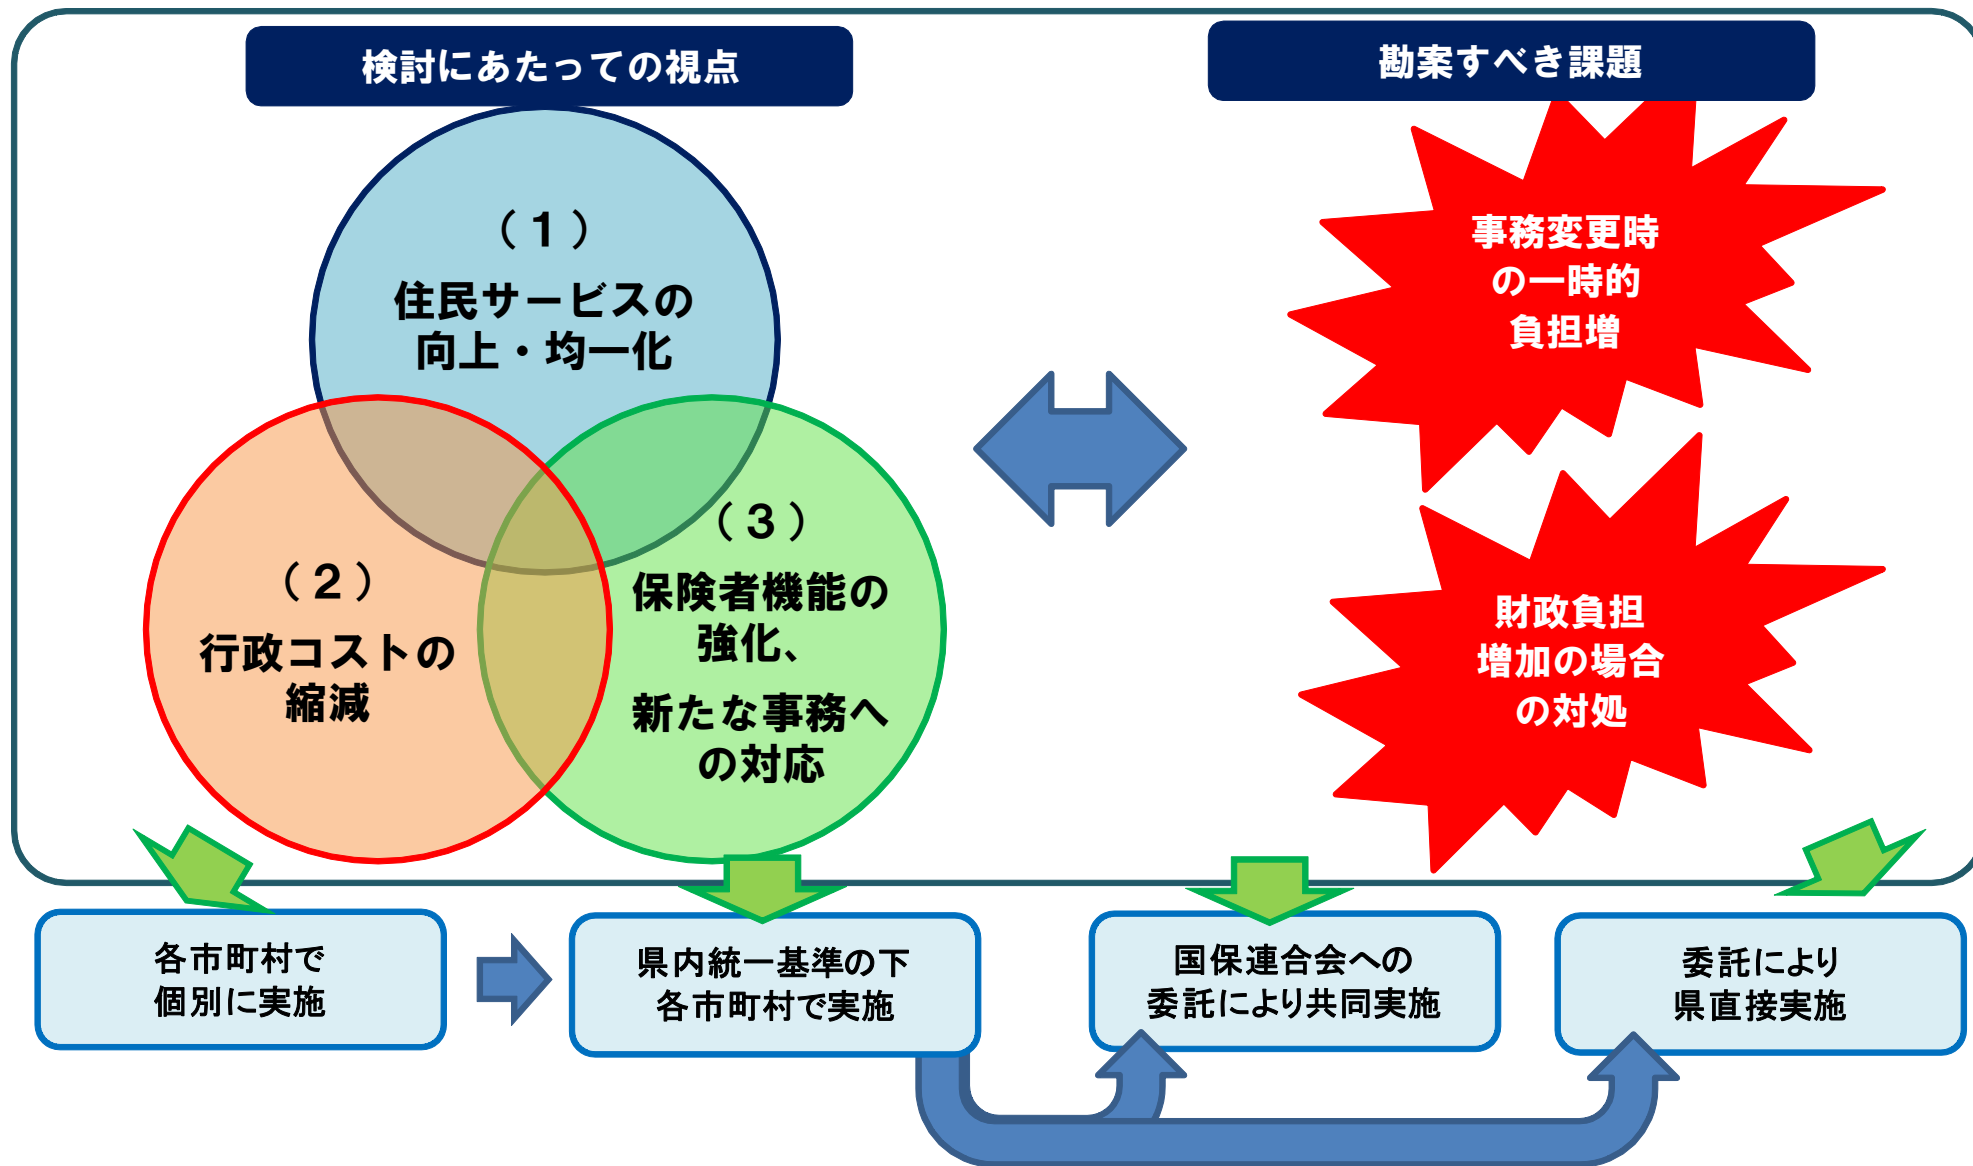 検討にあたっての視点
（１）
住民サービスの
向上・均一化
（２）
行政コストの
縮減
（３）
保険者機能の
強化、
新たな事務へ
の対応
勘案すべき課題
事務変更時
の一時的
負担増
財政負担
増加の場合
の対処
各市町村で
個別に実施
県内統一基準の下
各市町村で実施
国保連合会への
委託により共同実施
委託により
県直接実施